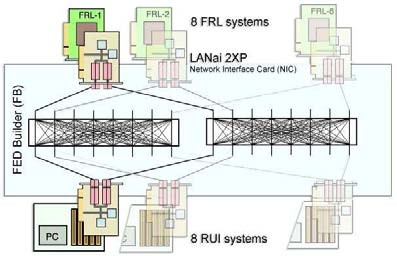 FRL-1
FRL-2
8 FRL systems
FRL-8
LANai 2XP
Network Interface Card (NIC)
FED Builder (FB)
PC
8 RUI systems